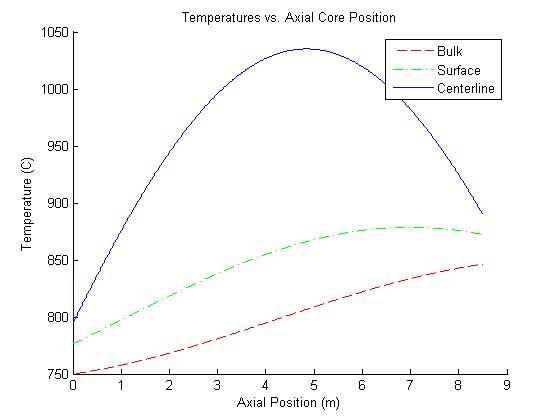 Temperatures vs. Axial Core Position
1050
1000
950
900
850
800
750
Temperature (C)
Bulk
Surface
Centerline
0 1 2 3 4 5 6 7 8 9
Axial Position (m)